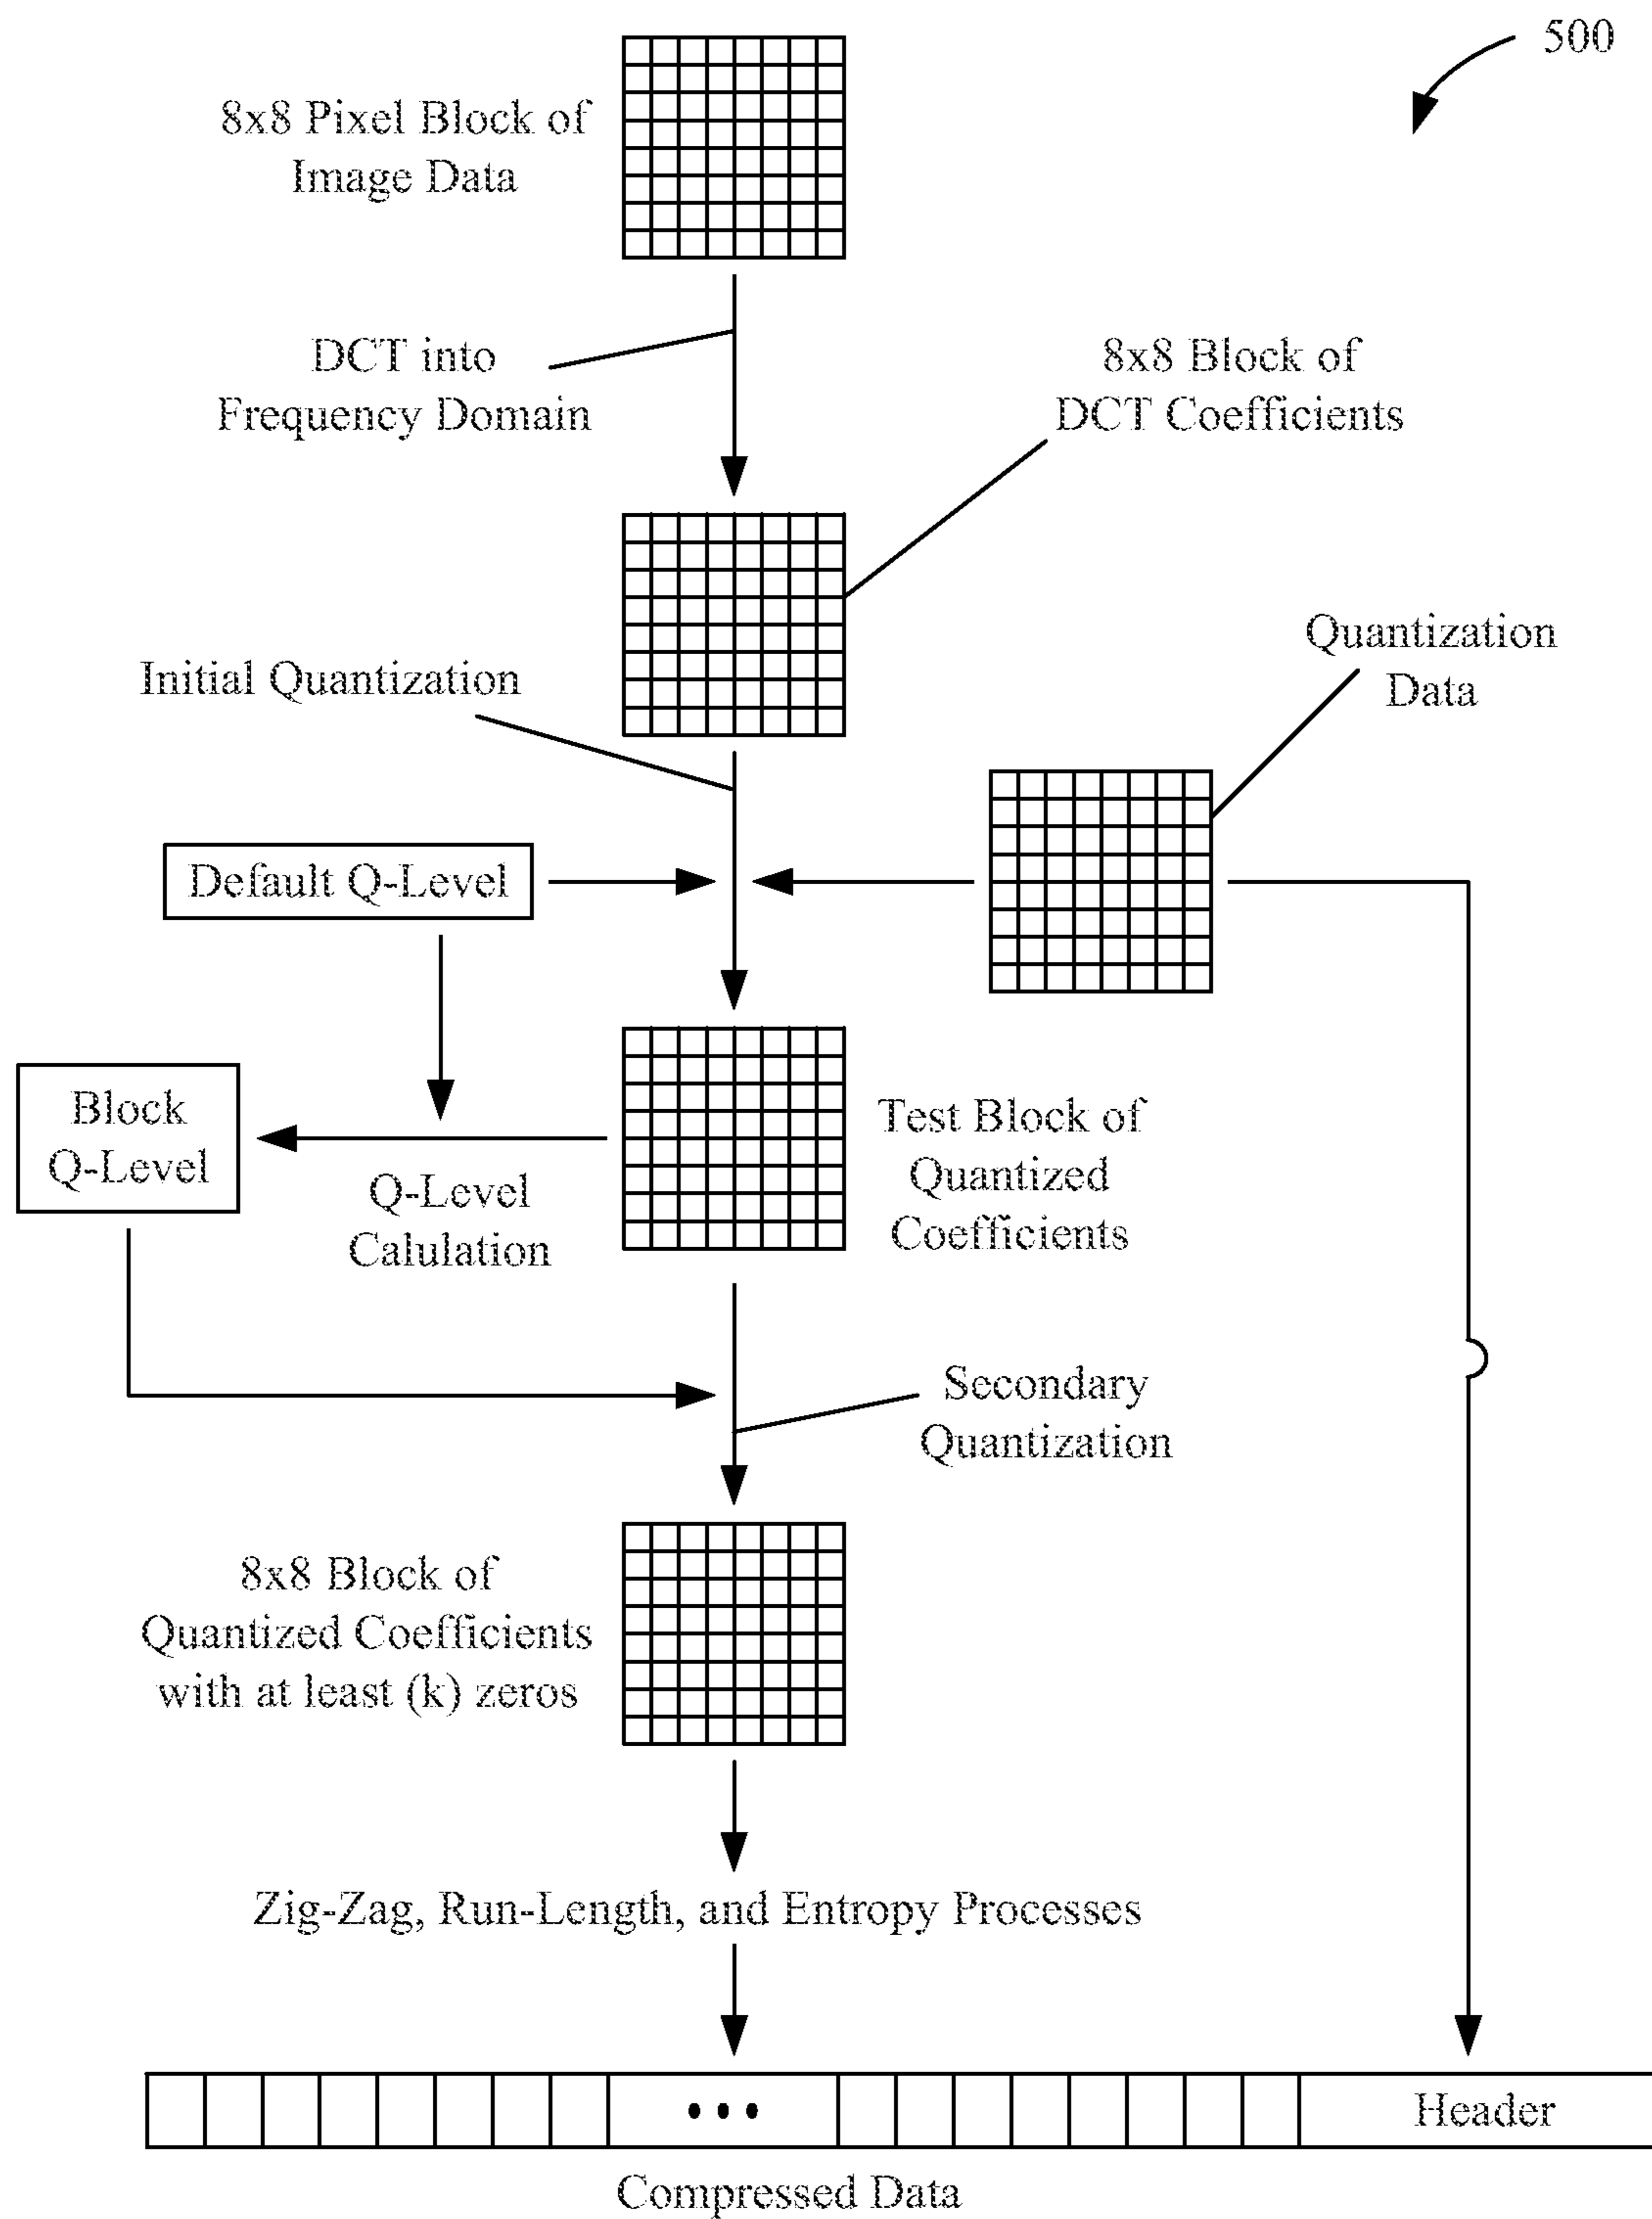 500
8x8 Pixel Block of
Image Data
DCT into
Frequency Domain
8x8 Block of
DCT Coefficients
Quantization
Data
Initial Quantization
Default Q-Level
Block
Q-Level
Q-Level
Calulation
Test Block of
Quantized
Coefficients
Secondary
Quantization
8x8 Block of
Quantized Coefficients
with at least (k) zeros
Zig-Zag, Run-Length, and Entropy Processes
Header
Compressed Data